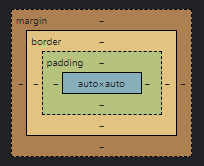 margin –
border –
padding –
– – – auto×auto – – –
–
–
–